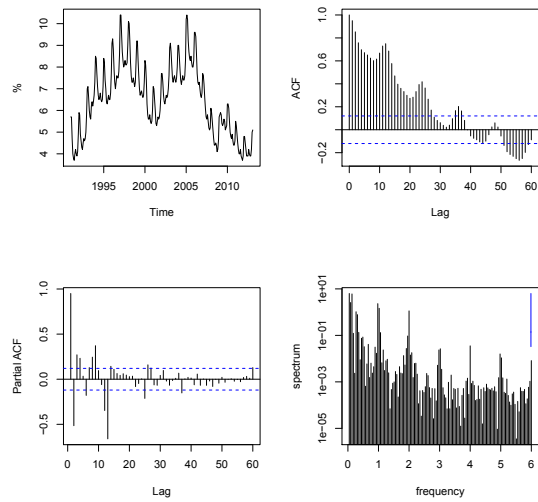 %
4 5 6 7 8 9 10
1995 2000 2005 2010
Time
ACF
−0.2 0.2 0.6 1.0
0 10 20 30 40 50 60
Lag
Partial ACF
−0.5 0.0 0.5 1.0
0 10 20 30 40 50 60
Lag
spectrum
1e−05 1e−03 1e−01 1e+01
0 1 2 3 4 5 6
frequency